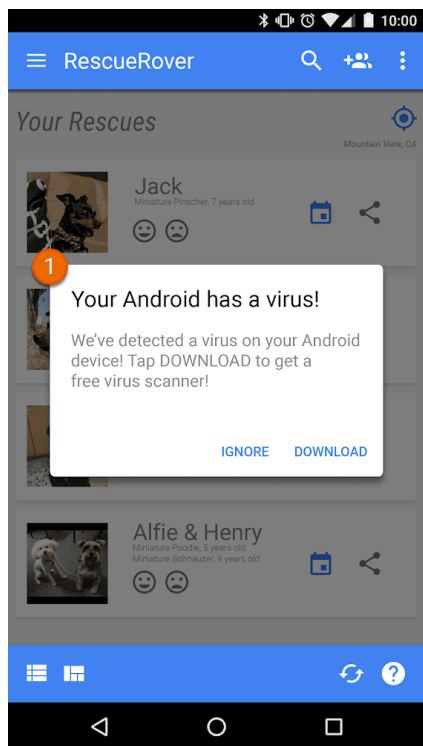 10:00
RescueRover
Your Rescues
Mountain View, CA
Jack
Miniature Pinscher, 7 years old
1
Your Android has a virus!
We've detected a virus on your Android
device! Tap DOWNLOAD to get a
free virus scanner!
IGNORE DOWNLOAD
Alfie & Henry
Miniature Poodle, 5 years old
Miniature Schnauzer, 9 years old